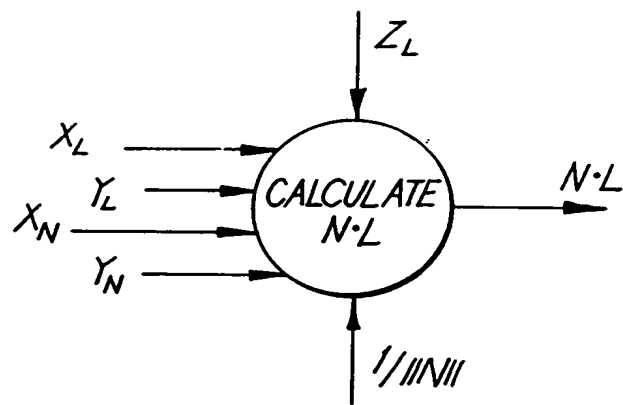 Z_L
X_L
Y_L
CALCULATE
N·L
N·L
X_N
Y_N
1/||N||